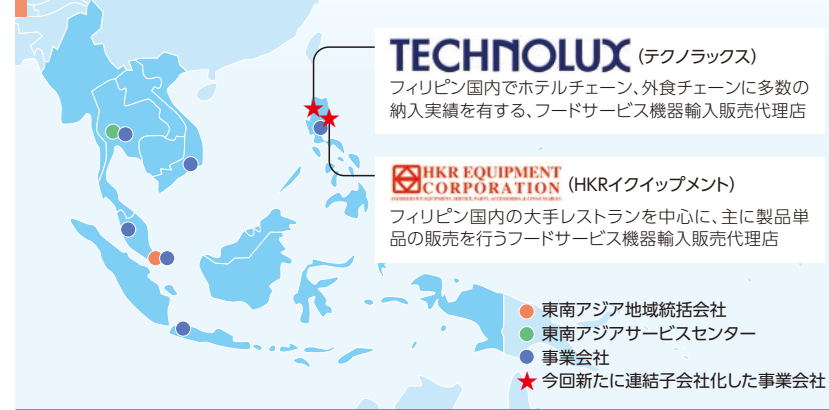 TECHNOLUX (テクノラックス)
フィリピン国内でホテルチェーン、外食チェーンに多数の
納入実績を有する、フードサービス機器輸入販売代理店
HKR EQUIPMENT
CORPORATION (HKRイクイップメント)
フィリピン国内の大手レストランを中心に、主に製品単
品の販売を行うフードサービス機器輸入販売代理店
東南アジア地域統括会社
東南アジアサービスセンター
事業会社
今回新たに連結子会社化した事業会社